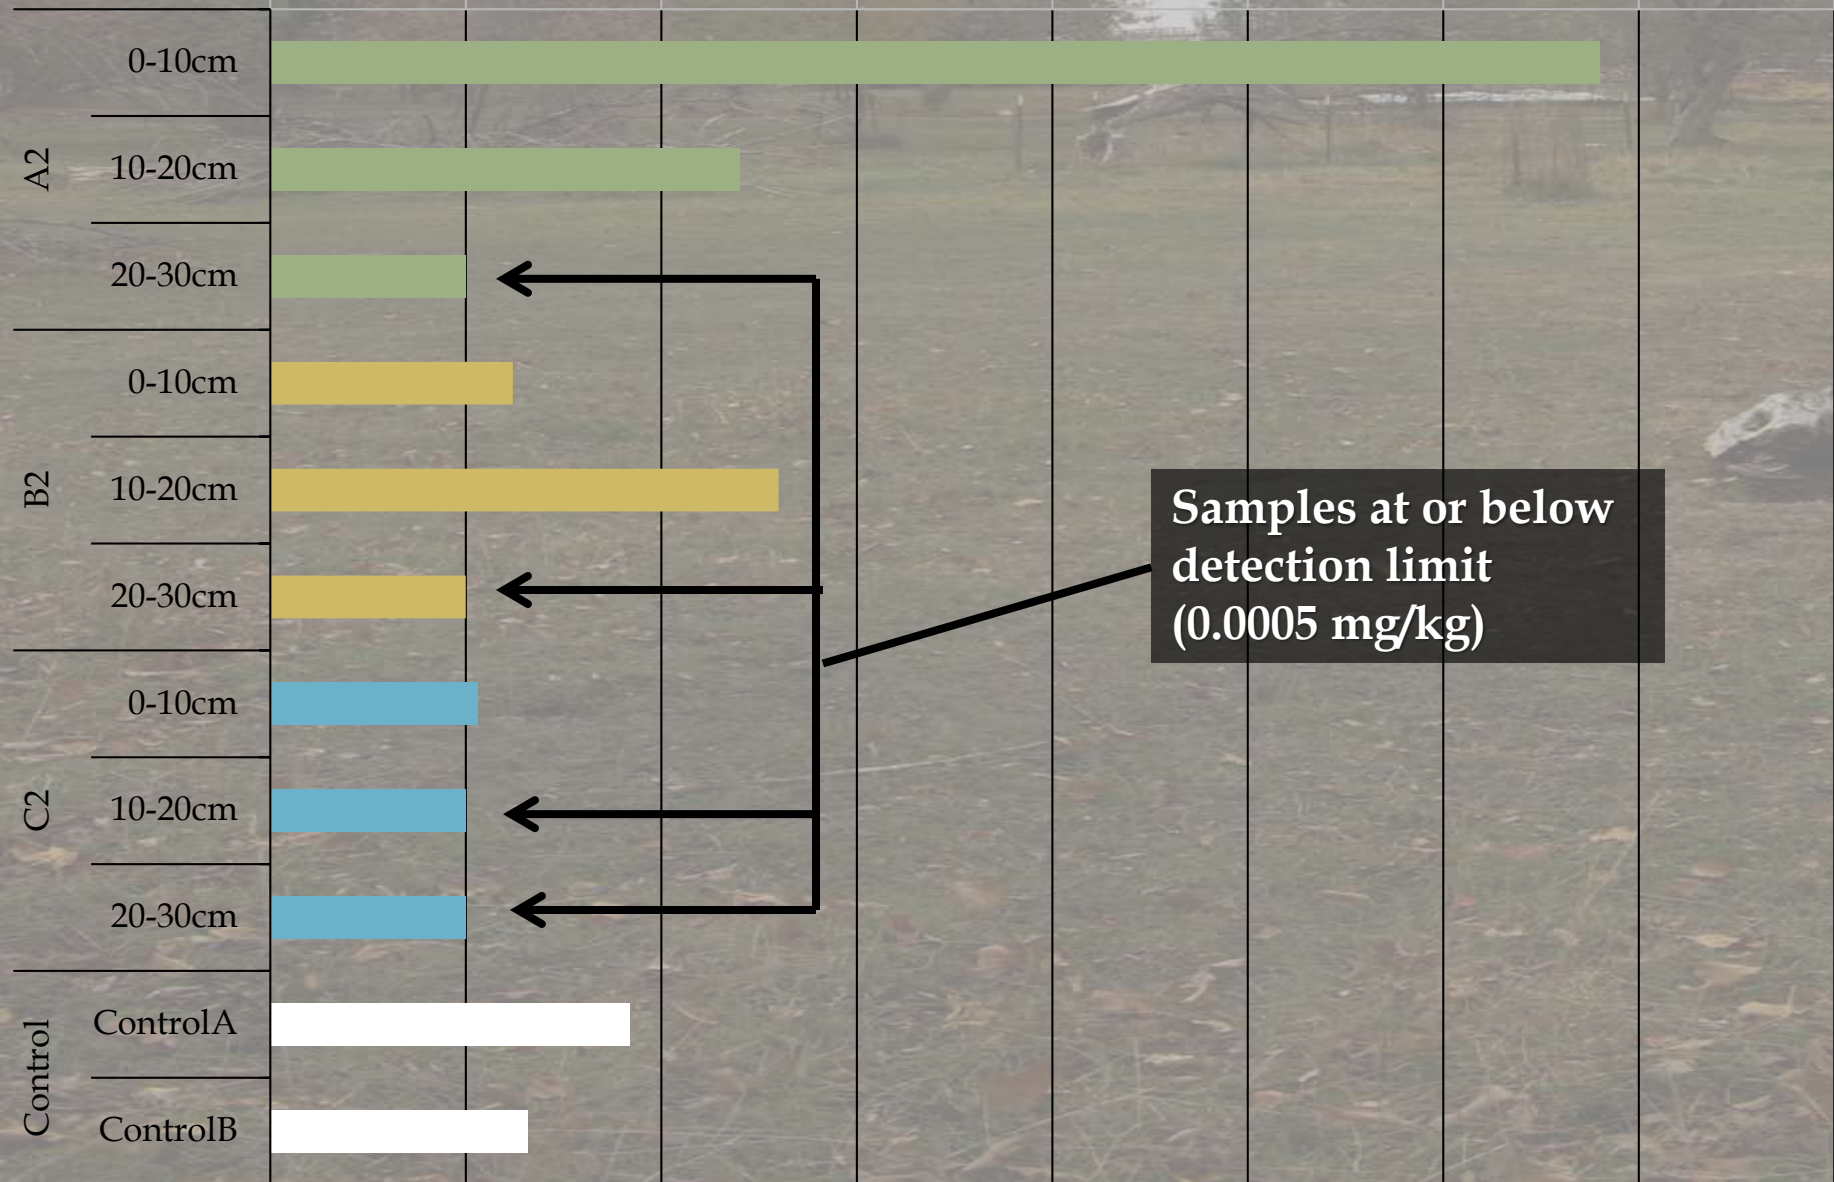 A2
0-10cm
10-20cm
20-30cm
B2
0-10cm
10-20cm
20-30cm
C2
0-10cm
10-20cm
20-30cm
Control
ControlA
ControlB
Samples at or below
detection limit
(0.0005 mg/kg)